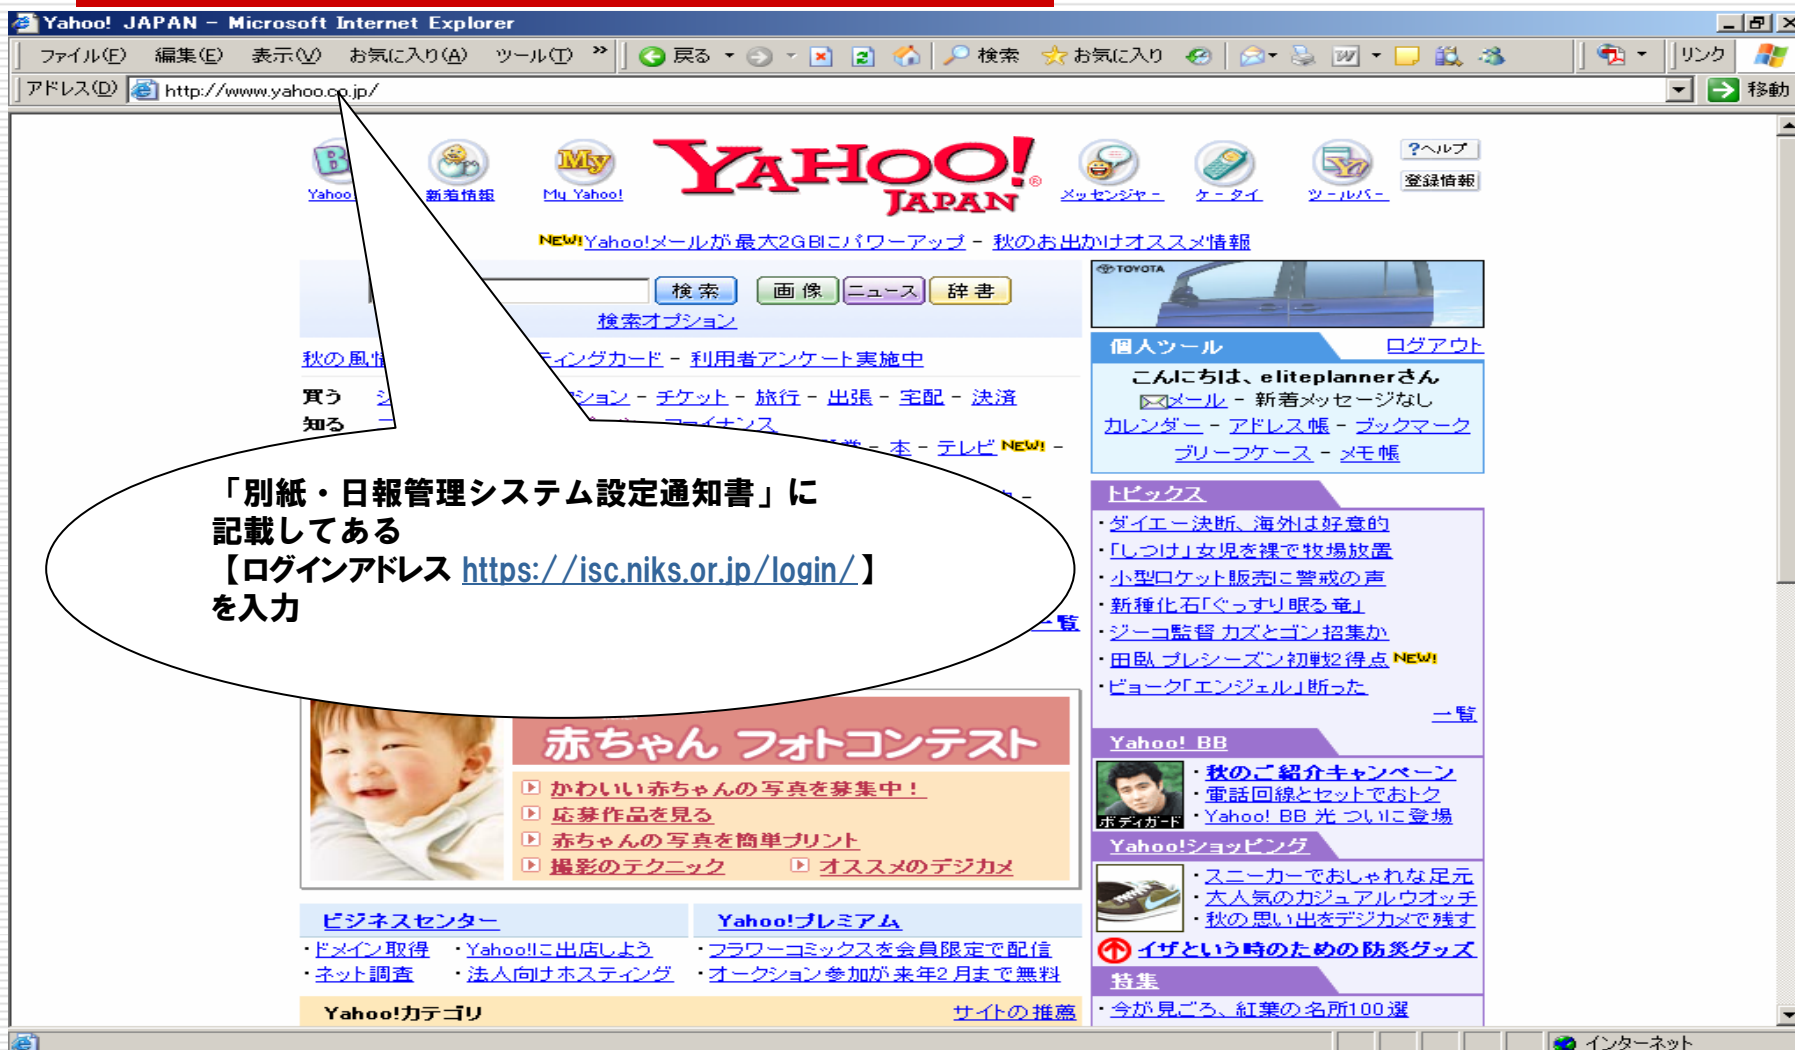 Yahoo! JAPAN - Microsoft Internet Explorer
ファイル(F) 編集(E) 表示(V) お気に入り(A) ツール(T) » 戻る 検索 お気に入り リンク
アドレス(D) http://www.yahoo.co.jp/ 移動
Yahoo 新着情報 My Yahoo! YAHOO! JAPAN メッセンジャー ケータイ ツールバー ?ヘルプ 登録情報
NEW!Yahoo!メールが最大2GBにパワーアップ - 秋のお出かけオススメ情報
検索 画像 ニュース 辞書
検索オプション
秋の風 ティングカード - 利用者アンケート実施中
買う ション - チケット - 旅行 - 出張 - 宅配 - 決済
知る ファイナンス
本 - テレビ NEW! -
「別紙・日報管理システム設定通知書」に
記載してある
【ログインアドレス https://isc.niks.or.jp/login/】
を入力
一覧
赤ちゃん フォトコンテスト
かわいい赤ちゃんの写真を募集中！
応募作品を見る
赤ちゃんの写真を簡単プリント
撮影のテクニック オススメのデジカメ
ビジネスセンター Yahoo!プレミアム
・ドメイン取得 ・Yahoo!に出店しよう ・フラワーコミックスを会員限定で配信
・ネット調査 ・法人向けホスティング ・オークション参加が来年2月まで無料
Yahoo!カテゴリ サイトの推薦
TOYOTA
個人ツール ログアウト
こんにちは、eliteplannerさん
メール - 新着メッセージなし
カレンダー - アドレス帳 - ブックマーク
ブリーフケース - メモ帳
トピックス
・ダイエー決断、海外は好意的
・「しつけ」女児を裸で牧場放置
・小型ロケット販売に警戒の声
・新種化石「ぐっすり眠る竜」
・ジーコ監督 カズとゴン招集か
・田臥 プレシーズン初戦2得点 NEW!
・ビョーク「エンジェル」断った
一覧
Yahoo! BB
・秋のご紹介キャンペーン
・電話回線とセットでおトク
・Yahoo! BB 光 ついに登場
ボディガード
Yahoo!ショッピング
・スニーカーでおしゃれな足元
・大人気のカジュアルウオッチ
・秋の思い出をデジカメで残す
イザという時のための防災グッズ
特集
・今が見ごろ、紅葉の名所100選
インターネット